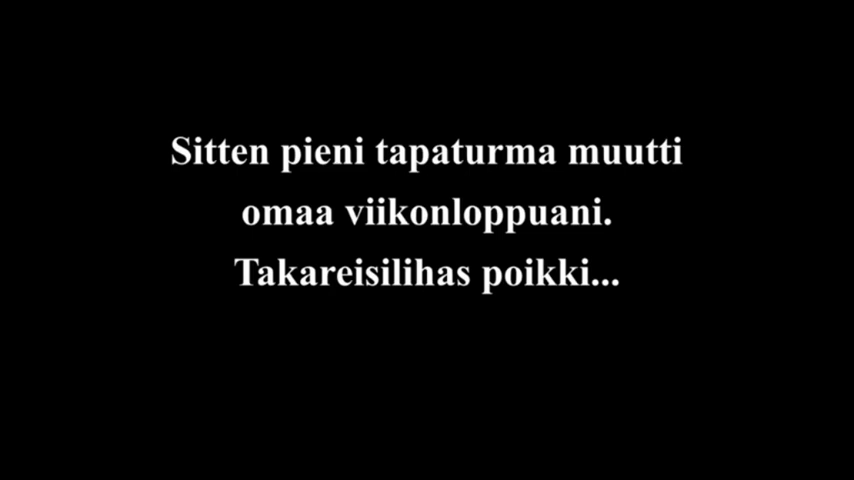 Sitten pieni tapaturma muutti
omaa viikonloppuani.
Takareisilihas poikki...